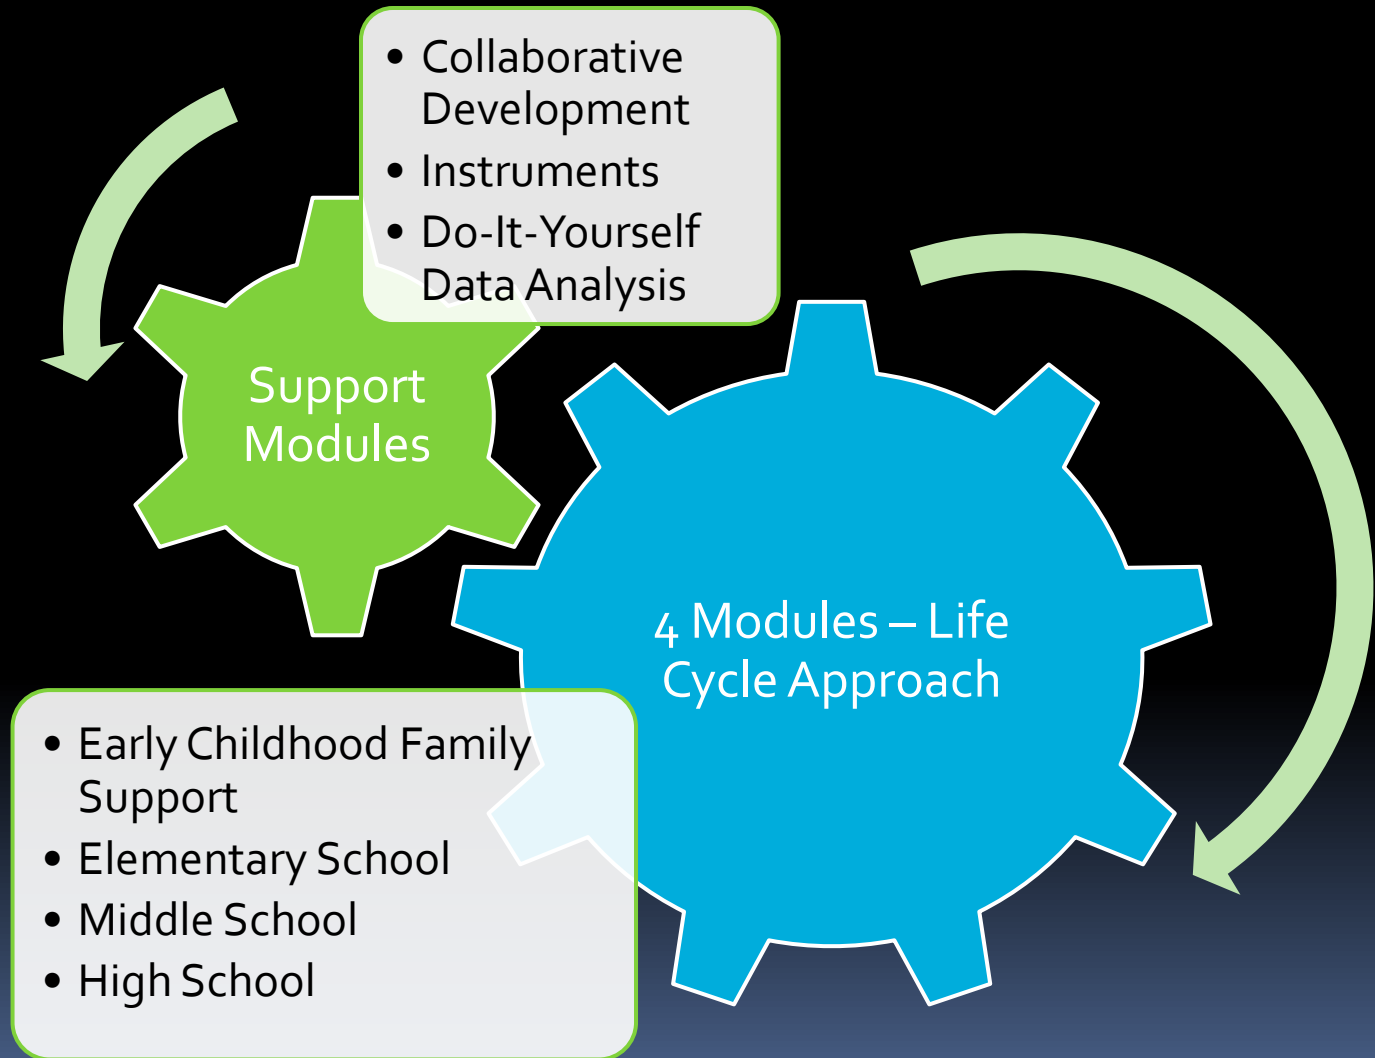 • Collaborative
Development
• Instruments
• Do-It-Yourself
Data Analysis
Support
Modules
4 Modules – Life
Cycle Approach
• Early Childhood Family
Support
• Elementary School
• Middle School
• High School